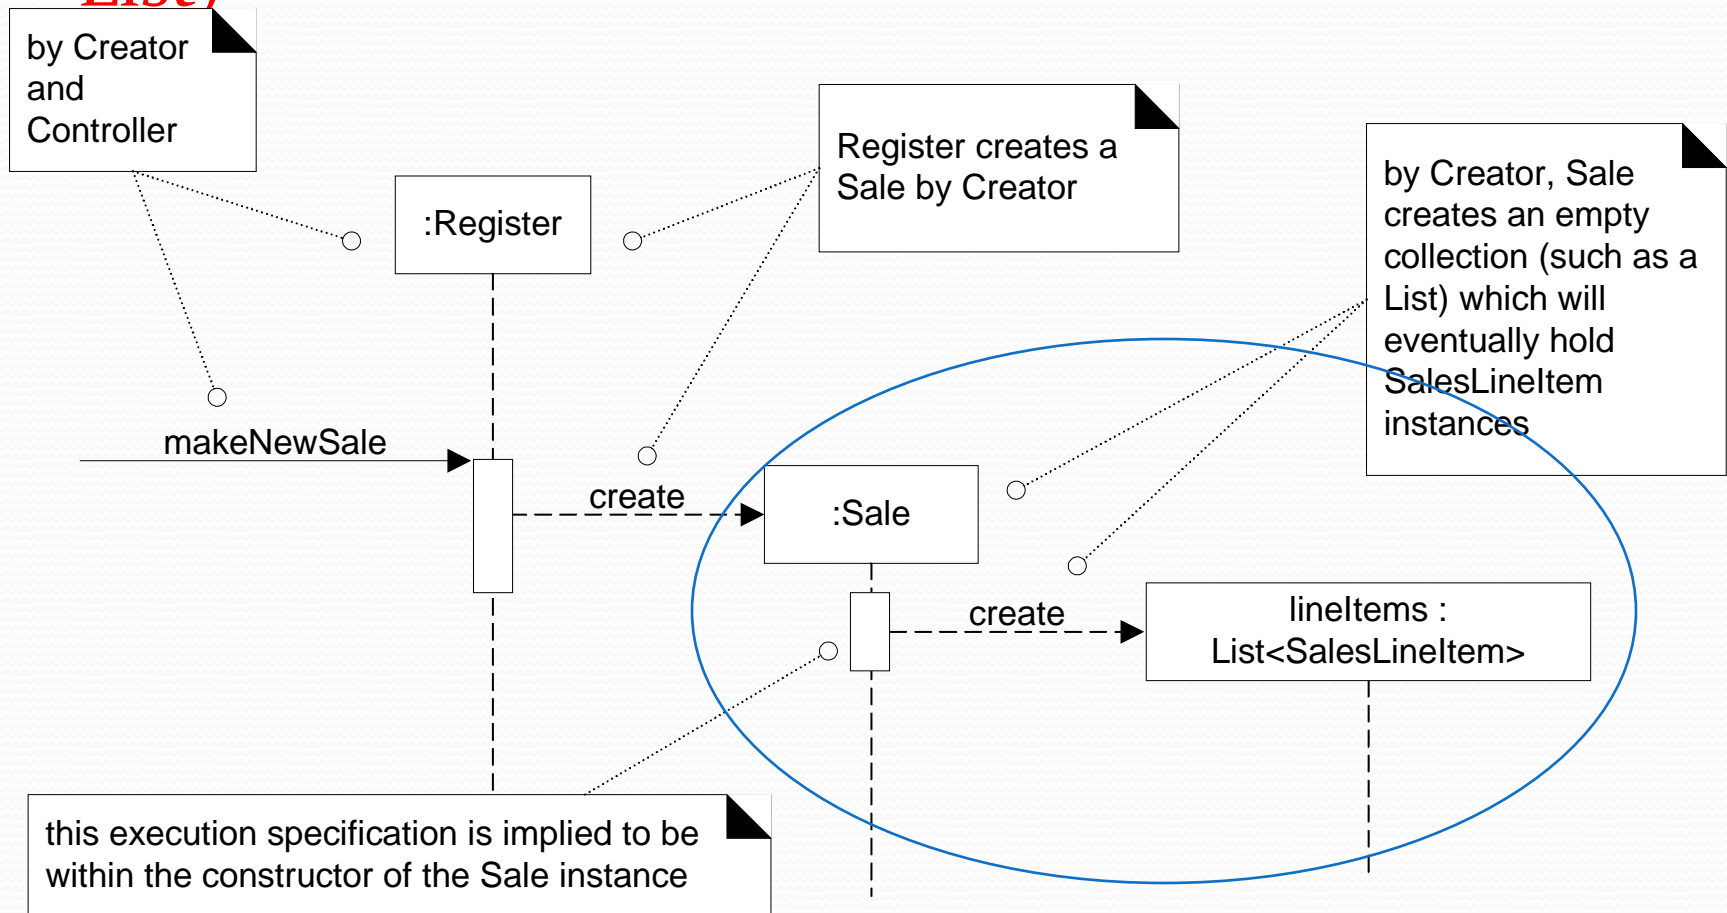 List)
by Creator
and
Controller
Register creates a
Sale by Creator
by Creator, Sale
creates an empty
collection (such as a
List) which will
eventually hold
SalesLineItem
instances
:Register
makeNewSale
create
:Sale
create
lineItems :
List<SalesLineItem>
this execution specification is implied to be
within the constructor of the Sale instance